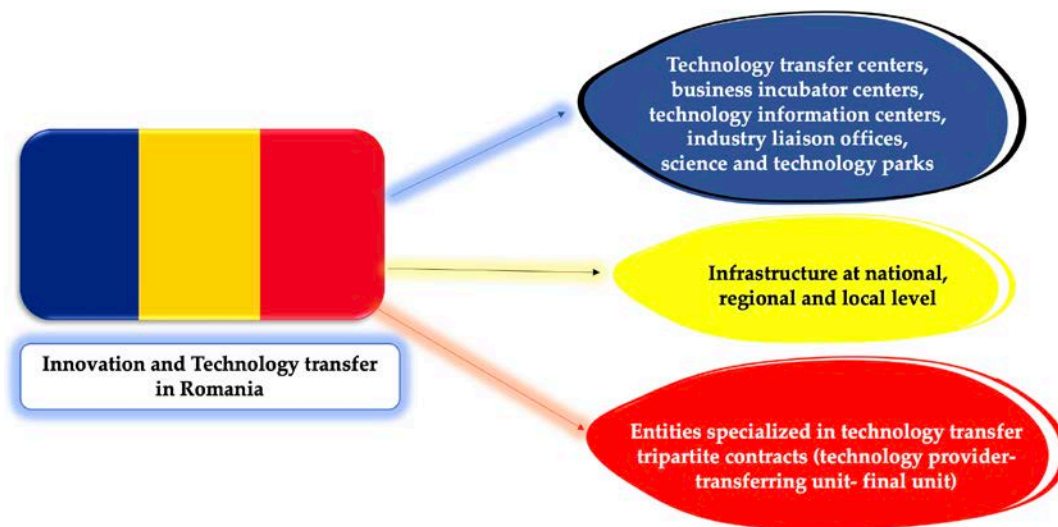 Technology transfer centers,
business incubator centers,
technology information centers,
industry liaison offices,
science and technology parks
Infrastructure at national,
regional and local level
Innovation and Technology transfer
in Romania
Entities specialized in technology transfer
tripartite contracts (technology provider-
transferring unit- final unit)